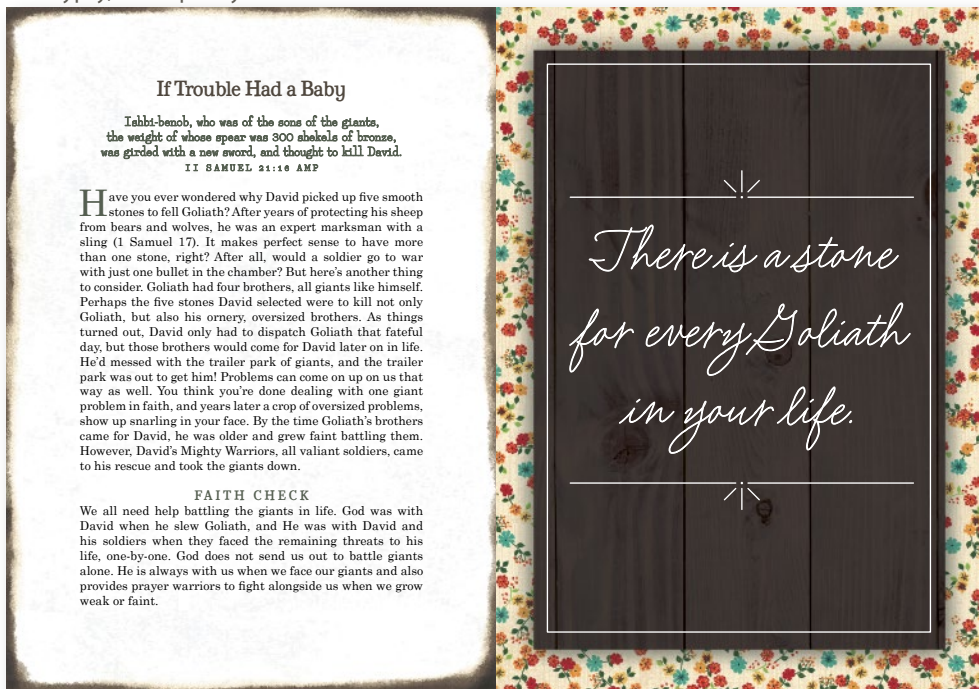 If Trouble Had a Baby
Ishbi-benob, who was of the sons of the giants,
the weight of whose spear was 300 shekels of bronze,
was girded with a new sword, and thought to kill David.
II SAMUEL 21:16 AMP
Have you ever wondered why David picked up five smooth
stones to fell Goliath? After years of protecting his sheep
from bears and wolves, he was an expert marksman with a
sling (1 Samuel 17). It makes perfect sense to have more
than one stone, right? After all, would a soldier go to war
with just one bullet in the chamber? But here's another thing
to consider. Goliath had four brothers, all giants like himself.
Perhaps the five stones David selected were to kill not only
Goliath, but also his ornery, oversized brothers. As things
turned out, David only had to dispatch Goliath that fateful
day, but those brothers would come for David later on in life.
He'd messed with the trailer park of giants, and the trailer
park was out to get him! Problems can come on up on us that
way as well. You think you're done dealing with one giant
problem in faith, and years later a crop of oversized problems,
show up snarling in your face. By the time Goliath's brothers
came for David, he was older and grew faint battling them.
However, David's Mighty Warriors, all valiant soldiers, came
to his rescue and took the giants down.
FAITH CHECK
We all need help battling the giants in life. God was with
David when he slew Goliath, and He was with David and
his soldiers when they faced the remaining threats to his
life, one-by-one. God does not send us out to battle giants
alone. He is always with us when we face our giants and also
provides prayer warriors to fight alongside us when we grow
weak or faint.
There is a stone
for every Goliath
in your life.